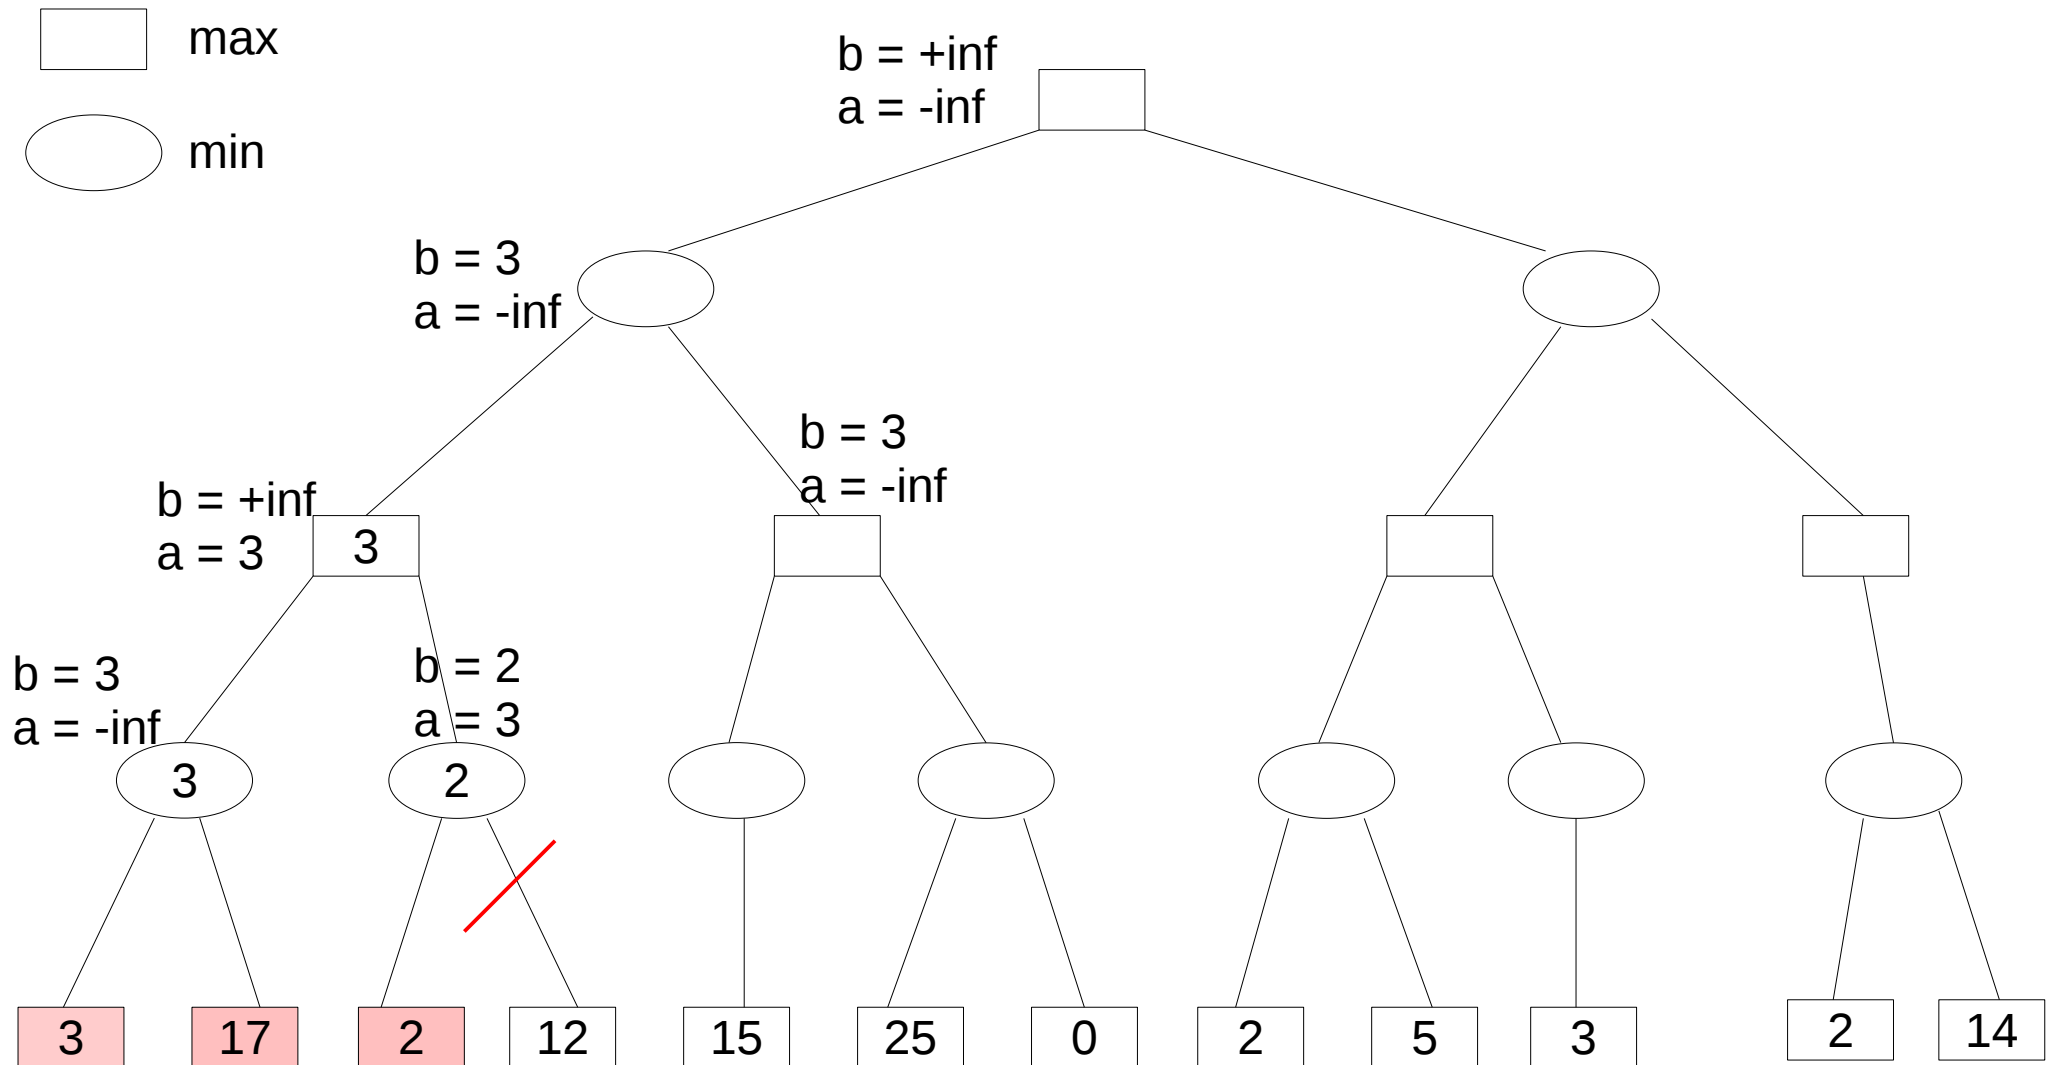 max
b = +inf
a = -inf
min
b = 3
a = -inf
b = 3
a = -inf
b = +inf
a = 3
3
b = 3
a = -inf
b = 2
a = 3
3
2
3
17
2
12
15
25
0
2
5
3
2
14